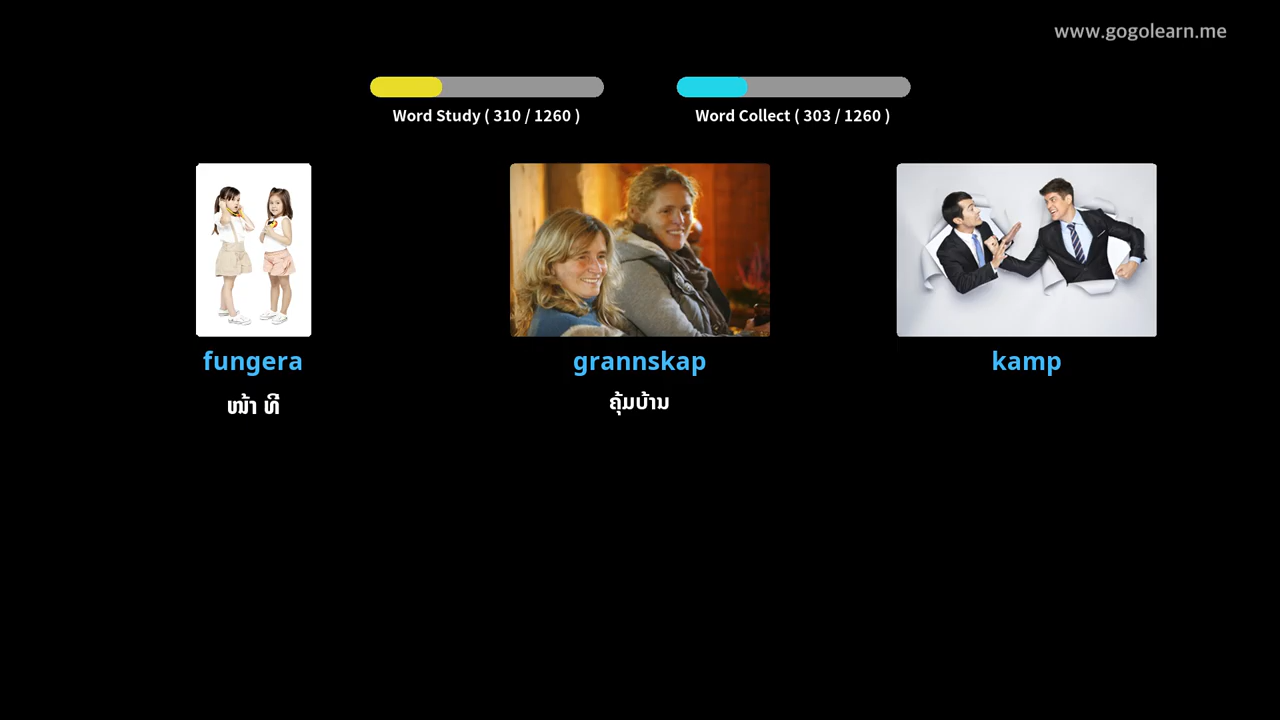 www.gogolearn.me
Word Study ( 310 / 1260 )
Word Collect ( 303 / 1260 )
fungera
grannskap
kamp
ໜ້າ ທີ
ຄຸ້ມບ້ານ